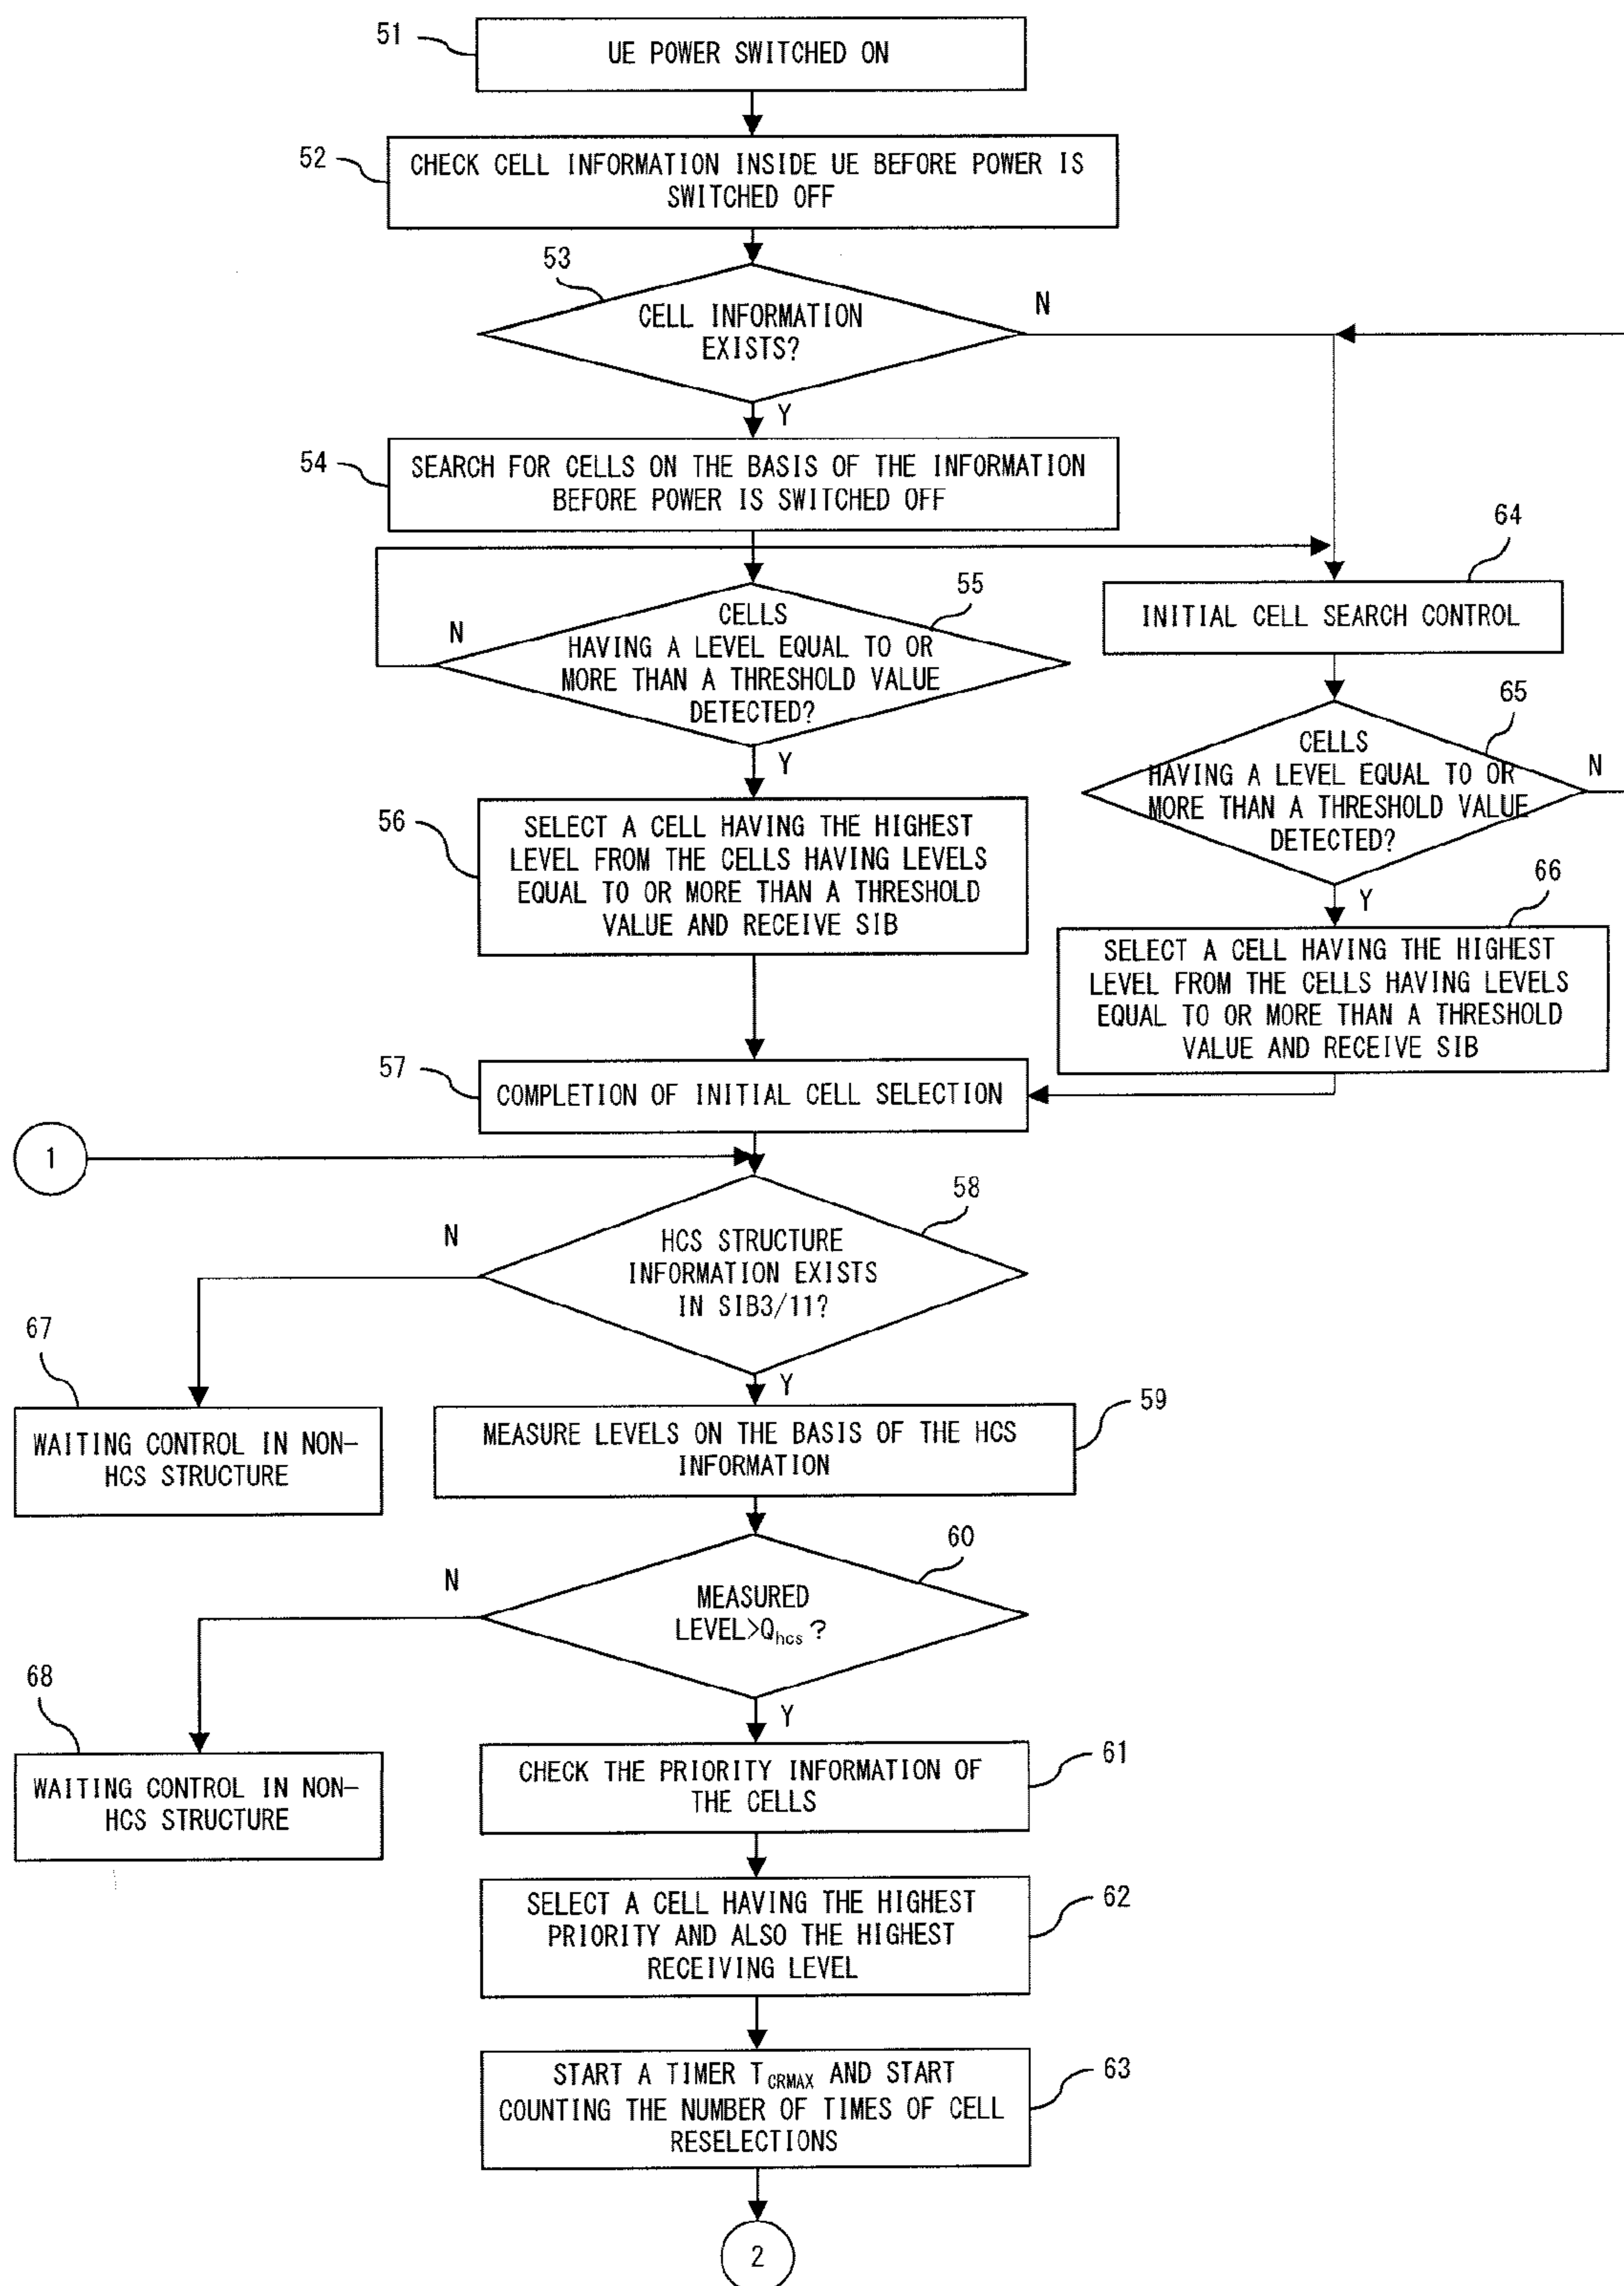 51
UE POWER SWITCHED ON
52
CHECK CELL INFORMATION INSIDE UE BEFORE POWER IS
SWITCHED OFF
53
CELL INFORMATION
EXISTS?
N
Y
54
SEARCH FOR CELLS ON THE BASIS OF THE INFORMATION
BEFORE POWER IS SWITCHED OFF
55
CELLS
HAVING A LEVEL EQUAL TO OR
MORE THAN A THRESHOLD VALUE
DETECTED?
N
Y
64
INITIAL CELL SEARCH CONTROL
65
CELLS
HAVING A LEVEL EQUAL TO OR
MORE THAN A THRESHOLD VALUE
DETECTED?
N
Y
56
SELECT A CELL HAVING THE HIGHEST
LEVEL FROM THE CELLS HAVING LEVELS
EQUAL TO OR MORE THAN A THRESHOLD
VALUE AND RECEIVE SIB
66
SELECT A CELL HAVING THE HIGHEST
LEVEL FROM THE CELLS HAVING LEVELS
EQUAL TO OR MORE THAN A THRESHOLD
VALUE AND RECEIVE SIB
57
COMPLETION OF INITIAL CELL SELECTION
1
58
HCS STRUCTURE
INFORMATION EXISTS
IN SIB3/11?
N
Y
67
WAITING CONTROL IN NON-
HCS STRUCTURE
59
MEASURE LEVELS ON THE BASIS OF THE HCS
INFORMATION
60
MEASURED
LEVEL>Qhcs ?
N
Y
68
WAITING CONTROL IN NON-
HCS STRUCTURE
61
CHECK THE PRIORITY INFORMATION OF
THE CELLS
62
SELECT A CELL HAVING THE HIGHEST
PRIORITY AND ALSO THE HIGHEST
RECEIVING LEVEL
63
START A TIMER TCRMAX AND START
COUNTING THE NUMBER OF TIMES OF CELL
RESELECTIONS
2